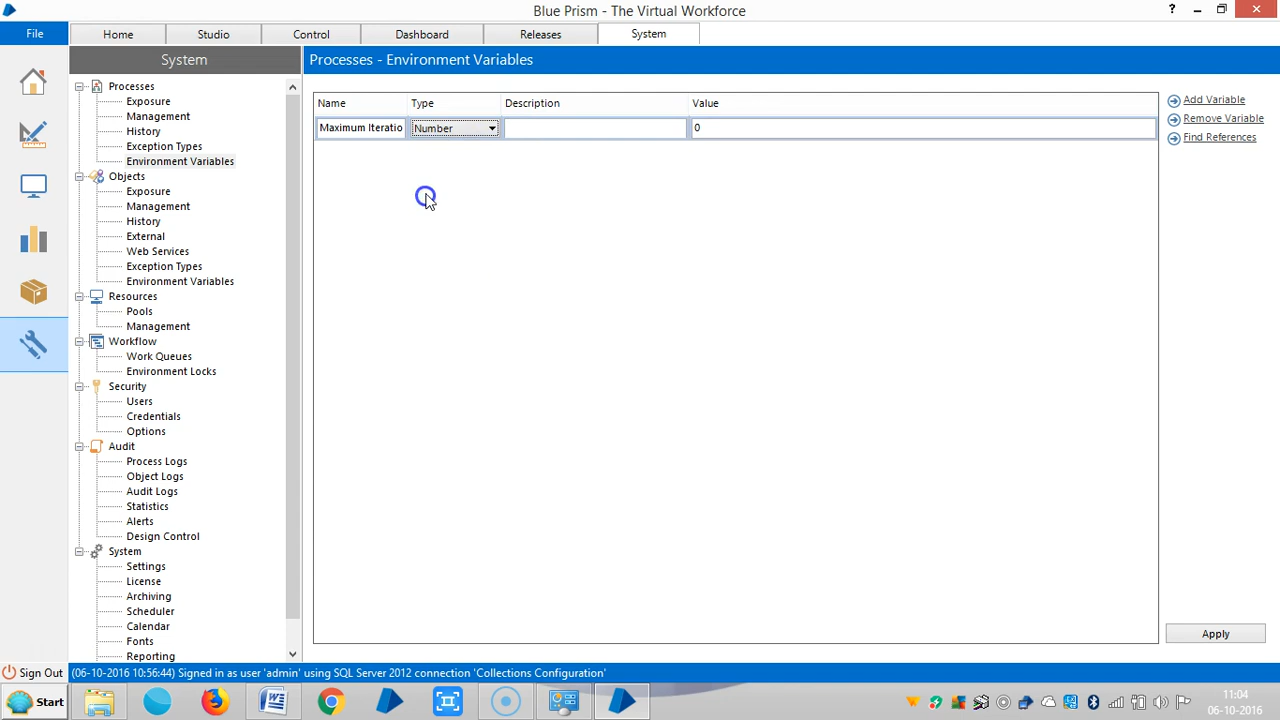 Blue Prism - The Virtual Workforce
?
File
Home
Studio
Control
Dashboard
Releases
System
System
Processes - Environment Variables
Processes
Exposure
Management
History
Exception Types
Environment Variables
Objects
Exposure
Management
History
External
Web Services
Exception Types
Environment Variables
Resources
Pools
Management
Workflow
Work Queues
Environment Locks
Security
Users
Credentials
Options
Audit
Process Logs
Object Logs
Audit Logs
Statistics
Alerts
Design Control
System
Settings
License
Archiving
Scheduler
Calendar
Fonts
Reporting
Name Type Description Value
Maximum Iteratio Number 0
Add Variable
Remove Variable
Find References
Apply
Sign Out
(06-10-2016 10:56:44) Signed in as user 'admin' using SQL Server 2012 connection 'Collections Configuration'
Start
11:04
06-10-2016